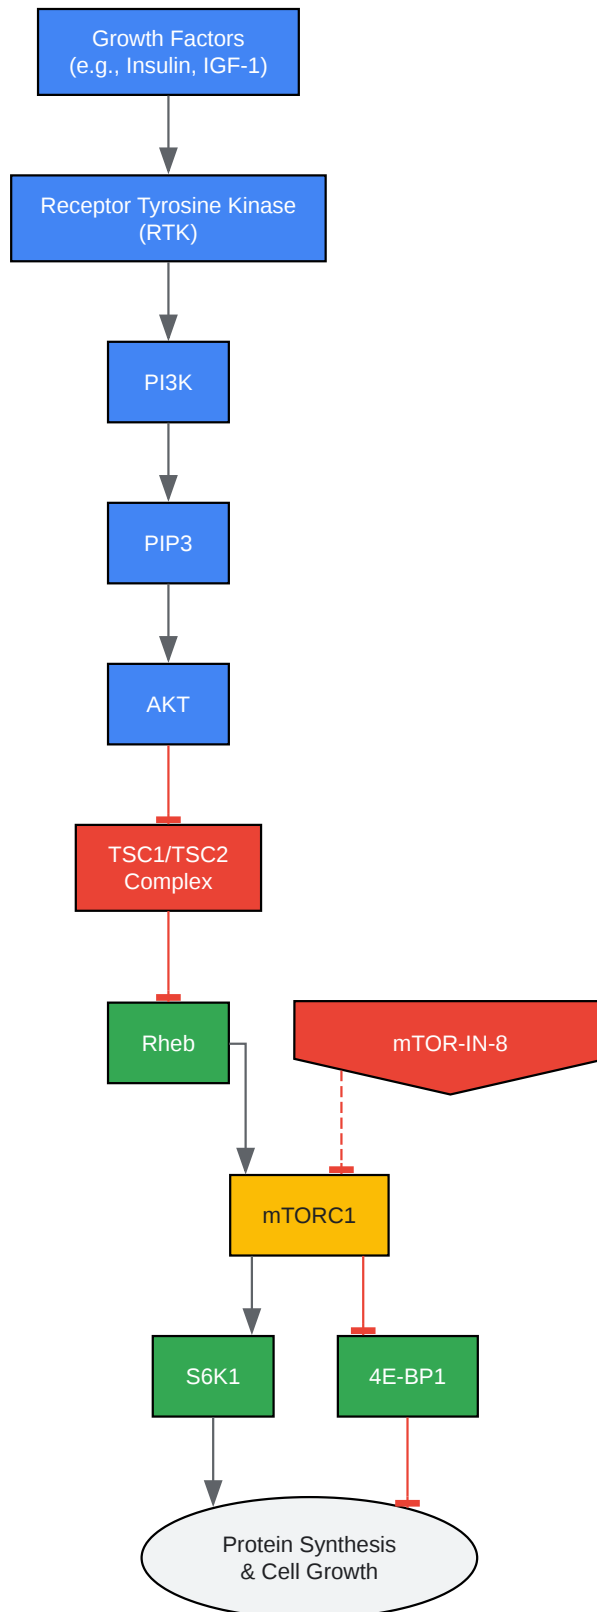 Growth Factors
(e.g., Insulin, IGF-1)
Receptor Tyrosine Kinase
(RTK)
PI3K
PIP3
AKT
TSC1/TSC2
Complex
Rheb
mTOR-IN-8
mTORC1
S6K1
4E-BP1
Protein Synthesis
& Cell Growth